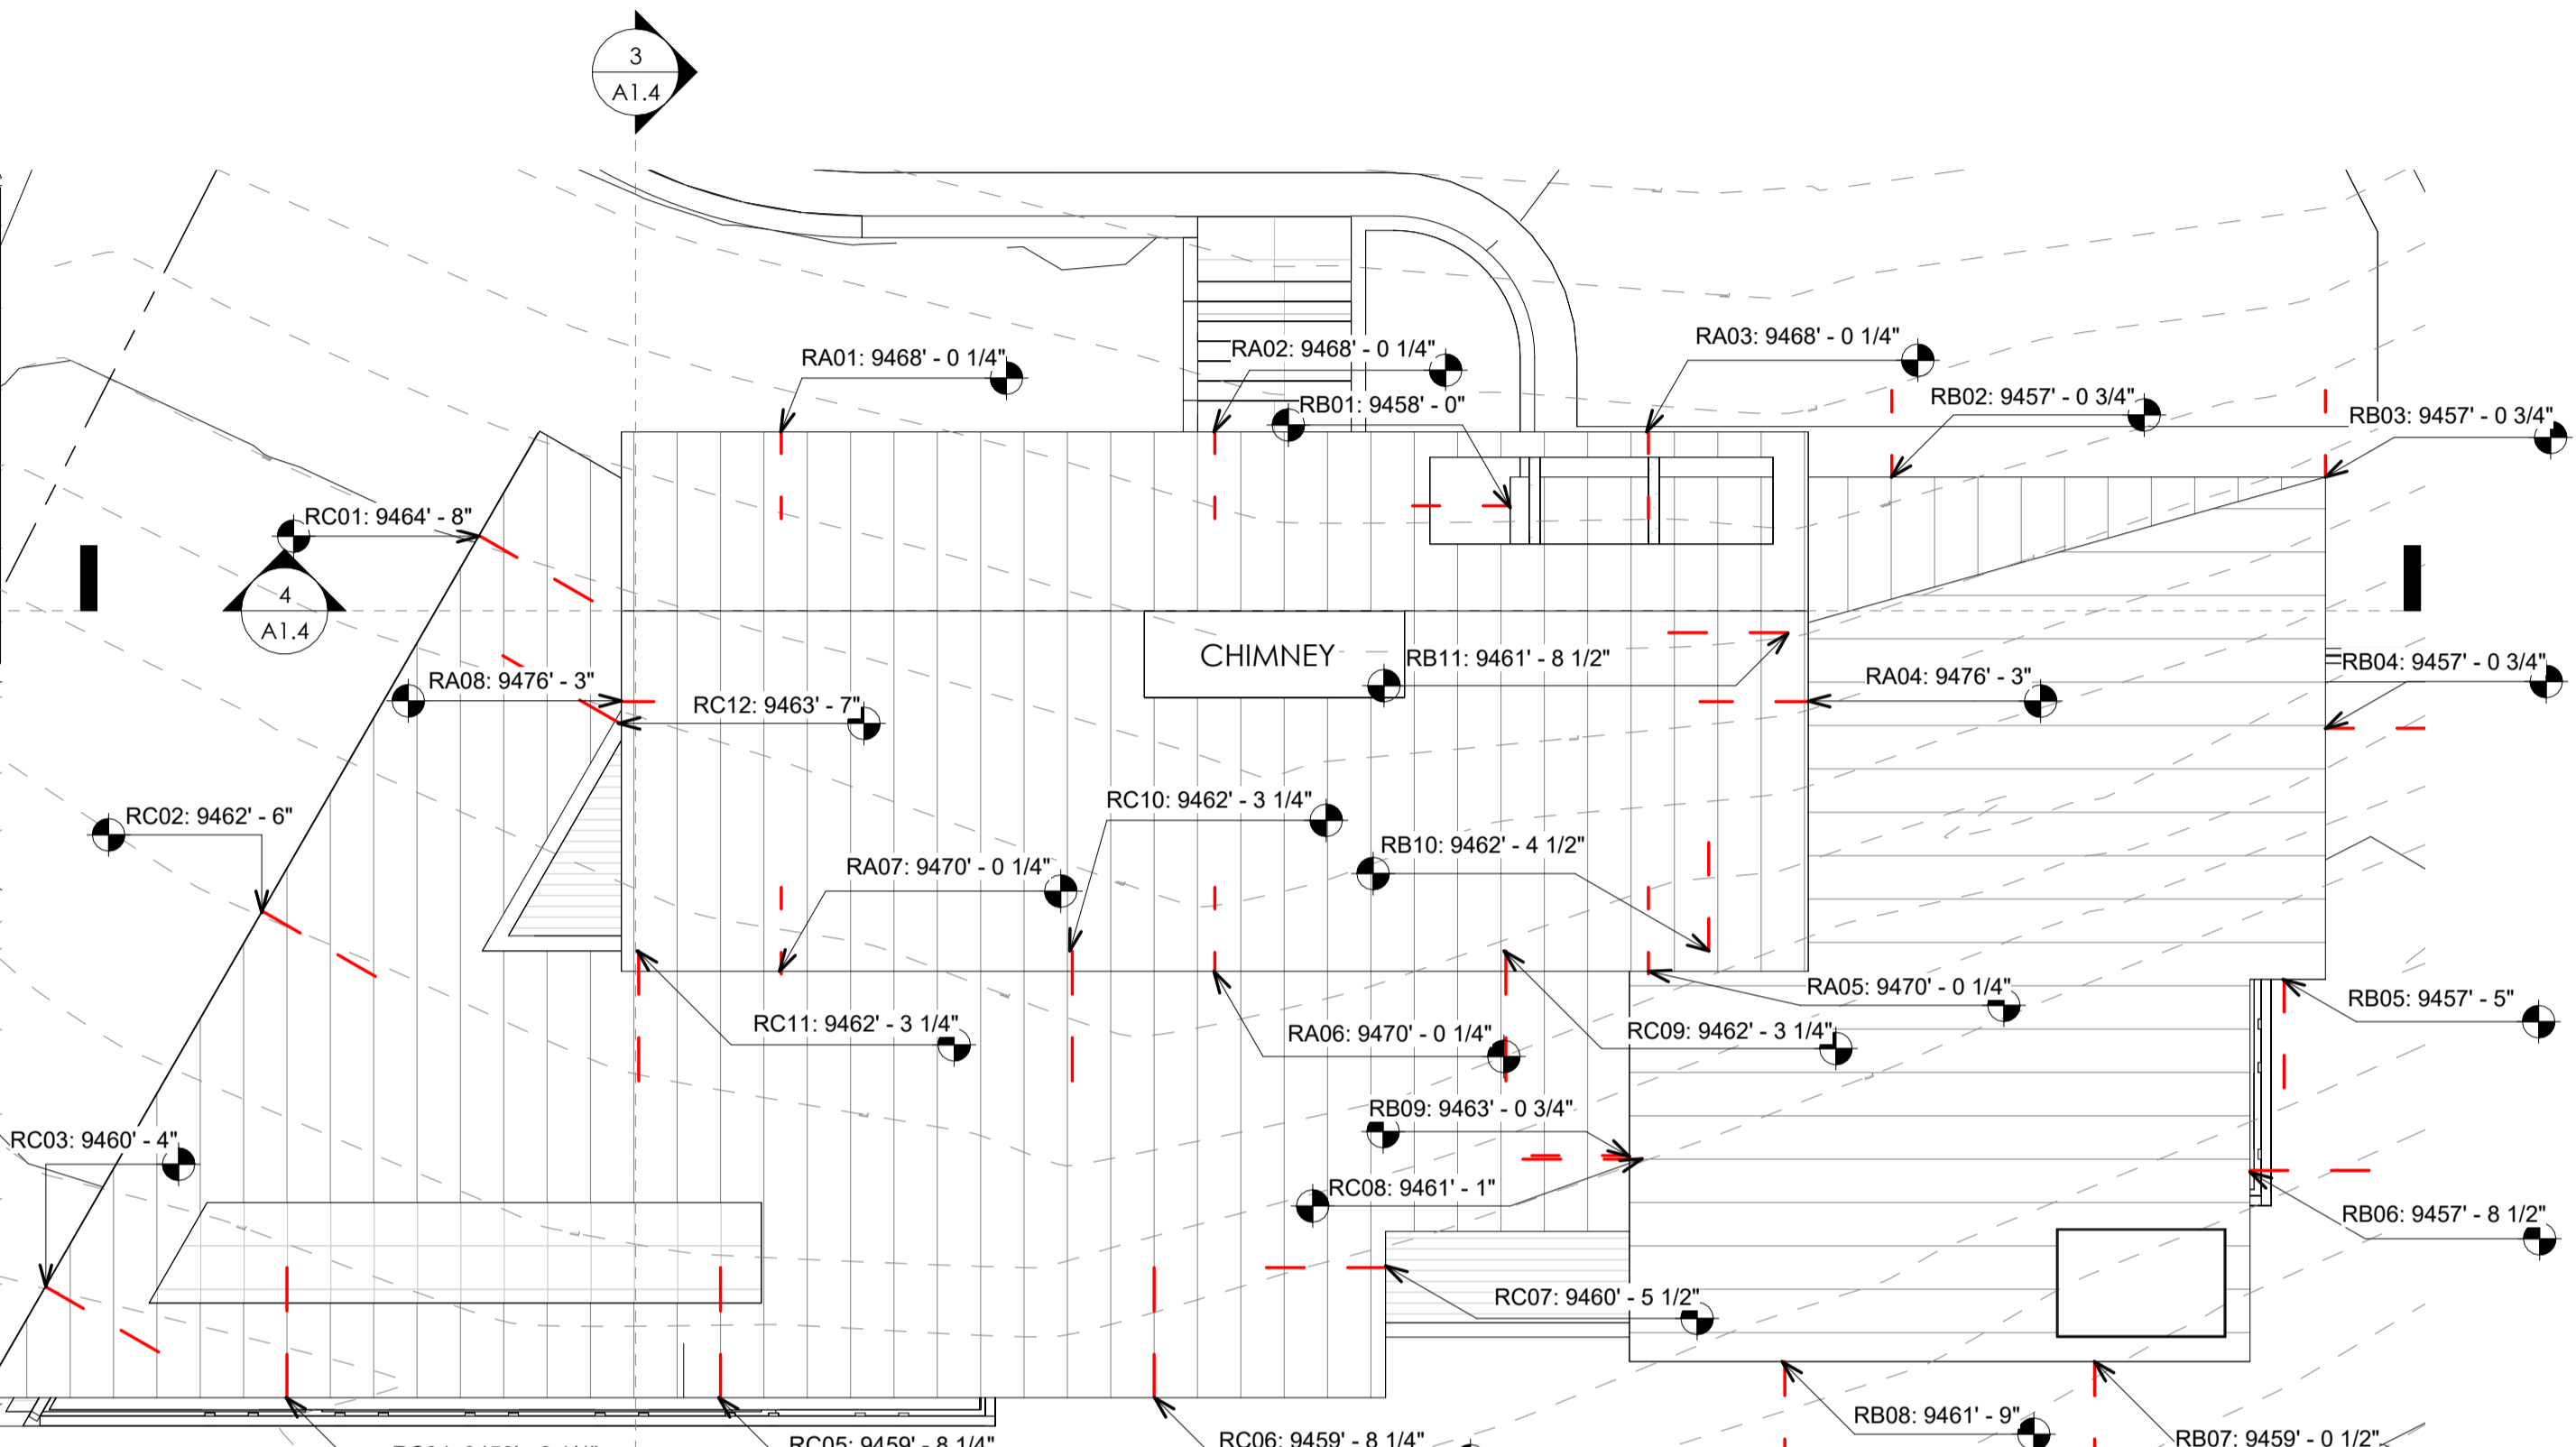 3
A1.4
RA01: 9468' - 0 1/4"
RA02: 9468' - 0 1/4"
RA03: 9468' - 0 1/4"
RB01: 9458' - 0"
RB02: 9457' - 0 3/4"
RB03: 9457' - 0 3/4"
RC01: 9464' - 8"
4
A1.4
CHIMNEY
RB11: 9461' - 8 1/2"
RB04: 9457' - 0 3/4"
RA08: 9476' - 3"
RC12: 9463' - 7"
RA04: 9476' - 3"
RC02: 9462' - 6"
RC10: 9462' - 3 1/4"
RB10: 9462' - 4 1/2"
RA07: 9470' - 0 1/4"
RA05: 9470' - 0 1/4"
RB05: 9457' - 5"
RC11: 9462' - 3 1/4"
RA06: 9470' - 0 1/4"
RC09: 9462' - 3 1/4"
RB09: 9463' - 0 3/4"
RC03: 9460' - 4"
RC08: 9461' - 1"
RB06: 9457' - 8 1/2"
RC07: 9460' - 5 1/2"
RB08: 9461' - 9"
RC05: 9459' - 8 1/4"
RC06: 9459' - 8 1/4"
RB07: 9459' - 0 1/2"